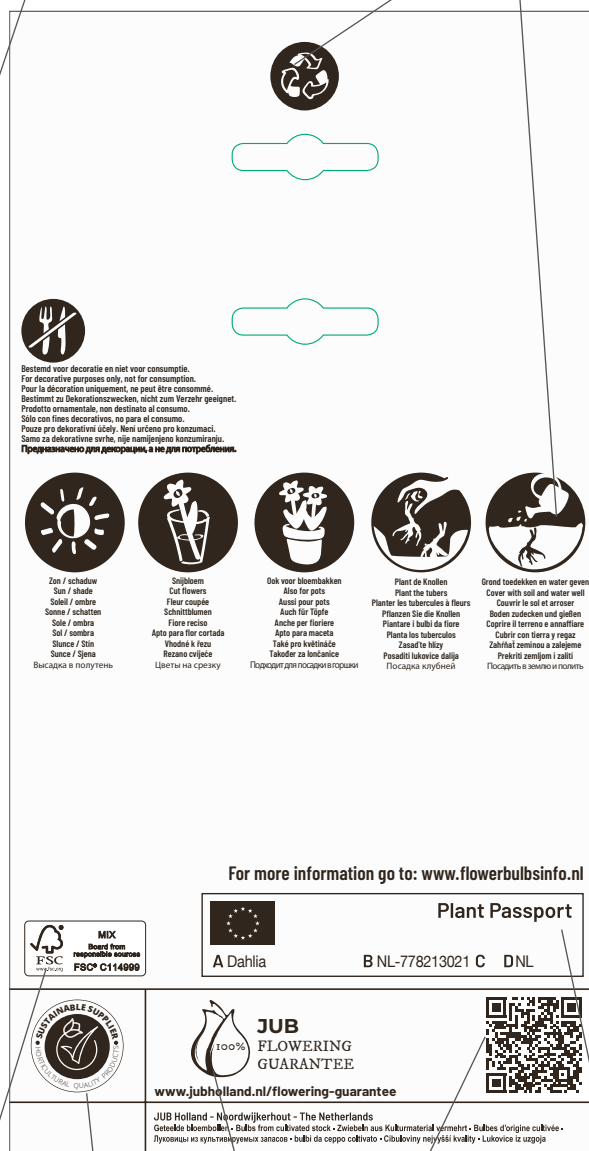 Bestemd voor decoratie en niet voor consumptie.
For decorative purposes only, not for consumption.
Pour la décoration uniquement, ne peut être consommé.
Bestimmt zu Dekorationszwecken, nicht zum Verzehr geeignet.
Prodotto ornamentale, non destinato al consumo.
Sólo con fines decorativos, no para el consumo.
Pouze pro dekorativní účely. Není určeno pro konzumaci.
Samo za dekorativne svrhe, nije namijenjeno konzumiranju.
Предназначено для декорации, а не для потребления.
Zon / schaduw
Sun / shade
Soleil / ombre
Sonne / schatten
Sole / ombra
Sol / sombra
Slunce / Stín
Sunce / Sjena
Высадка в полутень
Snijbloem
Cut flowers
Fleur coupée
Schnittblumen
Fiore reciso
Apto para flor cortada
Vhodné k řezu
Rezano cvijeće
Цветы на срезку
Ook voor bloembakken
Also for pots
Aussi pour pots
Auch für Töpfe
Anche per fioriere
Apto para maceta
Také pro květináče
Također za lončanice
Подходит для посадки в горшки
Plant de Knollen
Plant the tubers
Planter les tubercules à fleurs
Pflanzen Sie die Knollen
Piantare i bulbi da fiore
Planta los tuberculos
Zasaďte hlízy
Posaditi lukovice dalija
Посадка клубней
Grond toedekken en water geven
Cover with soil and water well
Couvrir le sol et arroser
Boden zudecken und gießen
Coprire il terreno e annaffiare
Cubrir con tierra y regaz
Zahŕňať zeminou a zalejeme
Prekriti zemljom i zaliti
Посадить в землю и полить
For more information go to: www.flowerbulbsinfo.nl
FSC
www.fsc.org
MIX
Board from
responsible sources
FSC® C114999
Plant Passport
A Dahlia B NL-778213021 C D NL
SUSTAINABLE SUPPLIER
HORTICULTURAL QUALITY PRODUCTS
100%
JUB
FLOWERING
GUARANTEE
www.jubholland.nl/flowering-guarantee
JUB Holland - Noordwijkerhout - The Netherlands
Geteelde bloembollen • Bulbs from cultivated stock • Zwiebeln aus Kulturmaterial vermehrt • Bulbes d'origine cultivée •
Луковицы из культивируемых запасов • bulbi da ceppo coltivato • Cibuloviny nejvyšší kvality • Lukovice iz uzgoja